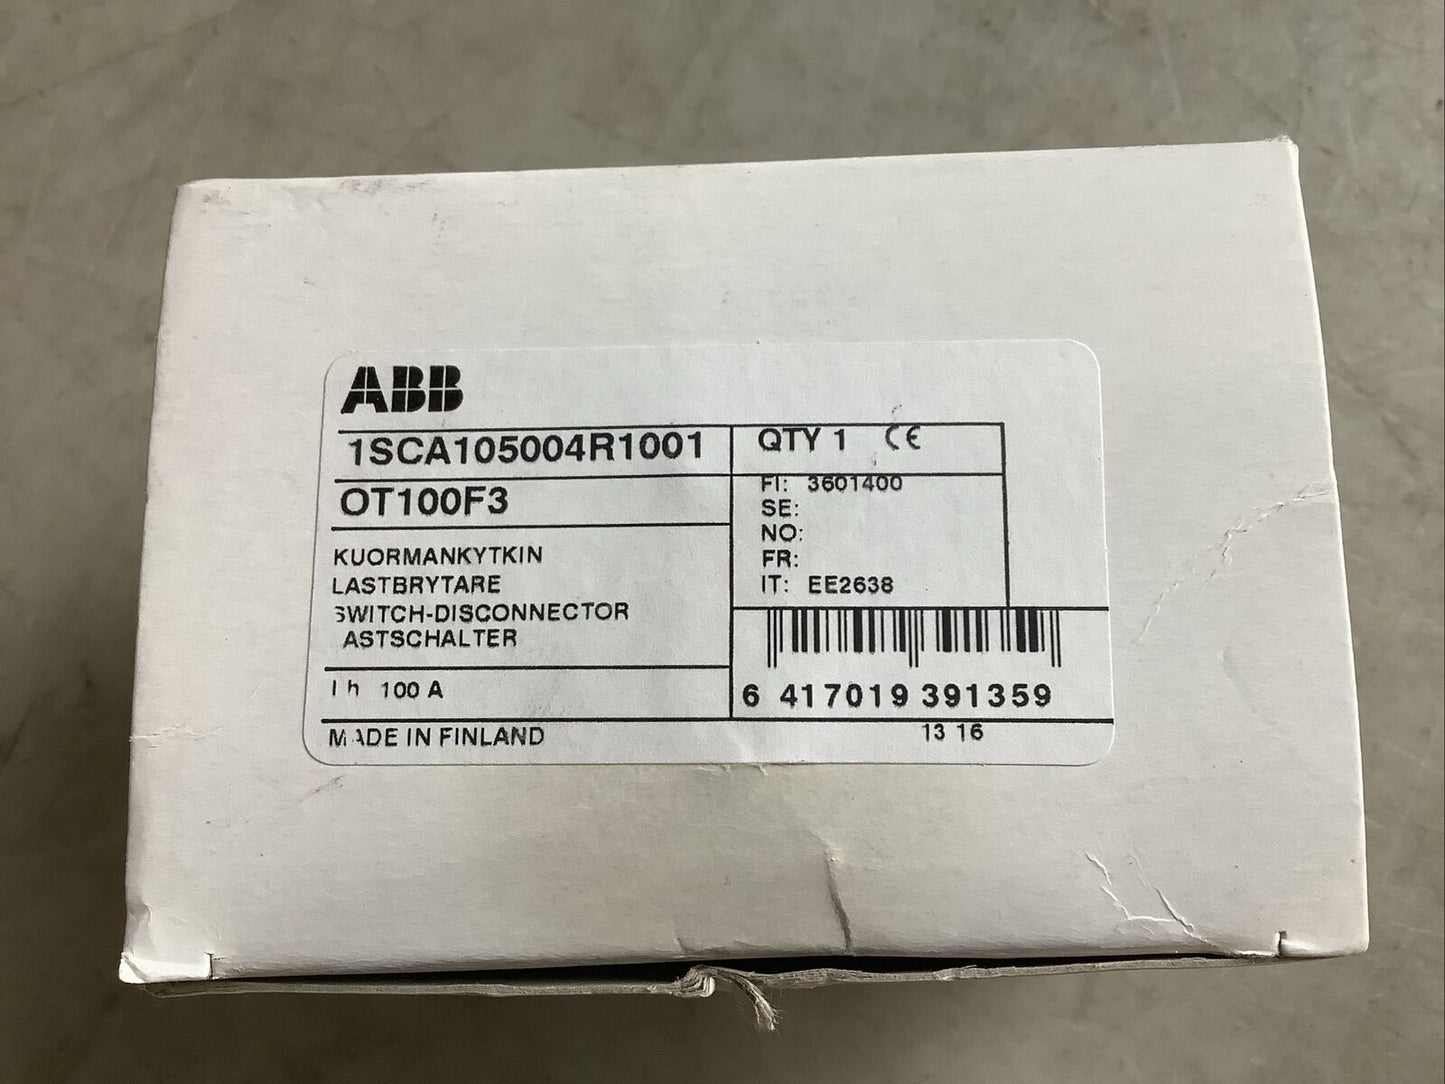 ABB
1SCA105004R1001
QTY 1 CE
OT100F3
FI: 3601400
SE:
NO:
FR:
IT: EE2638
KUORMANKYTKIN
LASTBRYTARE
SWITCH-DISCONNECTOR
LASTSCHALTER
I h 100 A
6 417019 391359
MADE IN FINLAND
13 16